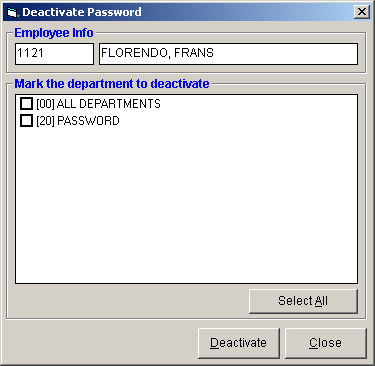 Deactivate Password
Employee Info
1121 FLORENDO, FRANS
Mark the department to deactivate
[00] ALL DEPARTMENTS
[20] PASSWORD
Select All
Deactivate Close